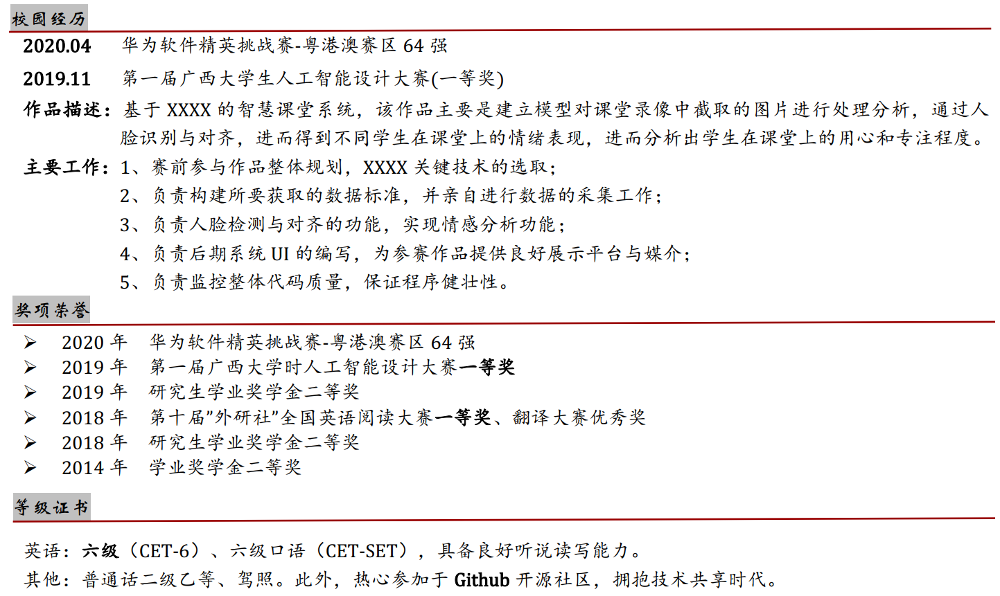 校园经历
2020.04 华为软件精英挑战赛-粤港澳赛区 64 强
2019.11 第一届广西大学生人工智能设计大赛(一等奖)
作品描述：基于 XXXX 的智慧课堂系统，该作品主要是建立模型对课堂录像中截取的图片进行处理分析，通过人
脸识别与对齐，进而得到不同学生在课堂上的情绪表现，进而分析出学生在课堂上的用心和专注程度。
主要工作：1、赛前参与作品整体规划，XXXX 关键技术的选取；
2、负责构建所要获取的数据标准，并亲自进行数据的采集工作；
3、负责人脸检测与对齐的功能，实现情感分析功能；
4、负责后期系统 UI 的编写，为参赛作品提供良好展示平台与媒介；
5、负责监控整体代码质量，保证程序健壮性。
奖项荣誉
➢ 2020 年 华为软件精英挑战赛-粤港澳赛区 64 强
➢ 2019 年 第一届广西大学时人工智能设计大赛一等奖
➢ 2019 年 研究生学业奖学金二等奖
➢ 2018 年 第十届”外研社”全国英语阅读大赛一等奖、翻译大赛优秀奖
➢ 2018 年 研究生学业奖学金二等奖
➢ 2014 年 学业奖学金二等奖
等级证书
英语：六级（CET-6）、六级口语（CET-SET），具备良好听说读写能力。
其他：普通话二级乙等、驾照。此外，热心参加于 Github 开源社区，拥抱技术共享时代。